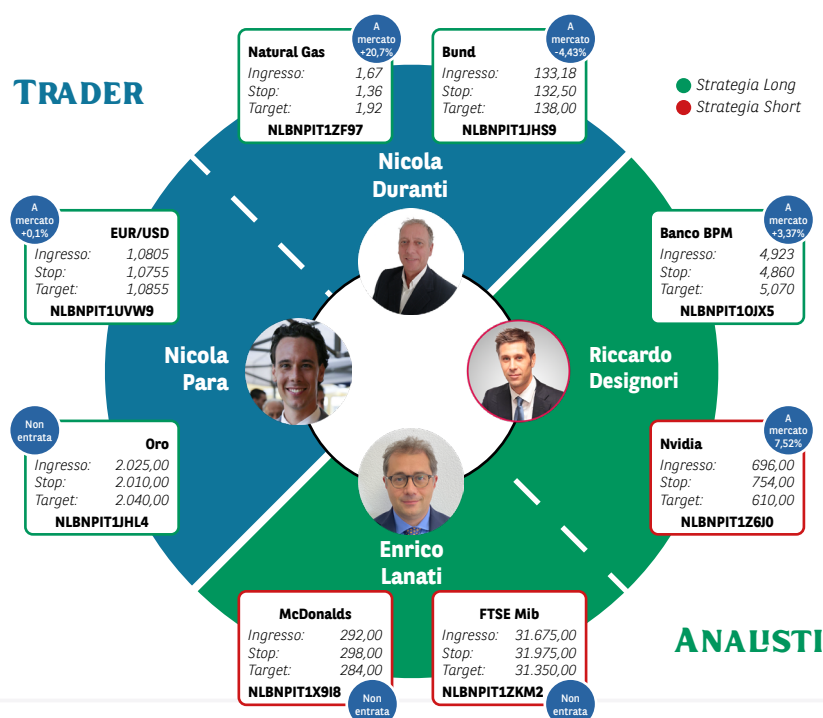 TRADER
Natural Gas
A
mercato
+20,7%
Ingresso: 1,67
Stop: 1,36
Target: 1,92
NLBNPIT1ZF97
Bund
A
mercato
-4,43%
Ingresso: 133,18
Stop: 132,50
Target: 138,00
NLBNPIT1JHS9
Strategia Long
Strategia Short
Nicola
Duranti
A
mercato
+0,1%
EUR/USD
Ingresso: 1,0805
Stop: 1,0755
Target: 1,0855
NLBNPIT1UVW9
Banco BPM
A
mercato
+3,37%
Ingresso: 4,923
Stop: 4,860
Target: 5,070
NLBNPIT10JX5
Nicola
Para
Riccardo
Designori
Non
entrata
Oro
Ingresso: 2.025,00
Stop: 2.010,00
Target: 2.040,00
NLBNPIT1JHL4
Nvidia
A
mercato
7,52%
Ingresso: 696,00
Stop: 754,00
Target: 610,00
NLBNPIT1Z6J0
Enrico
Lanati
McDonalds
Ingresso: 292,00
Stop: 298,00
Target: 284,00
NLBNPIT1X9I8
Non
entrata
FTSE Mib
Ingresso: 31.675,00
Stop: 31.975,00
Target: 31.350,00
NLBNPIT1ZKM2
Non
entrata
ANALISTI